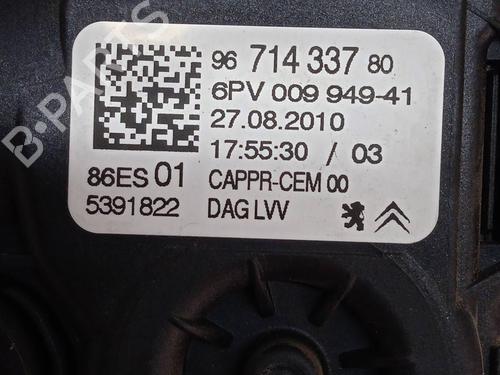 96 714 337 80
6PV 009 949-41
27.08.2010
17:55:30 / 03
86ES 01 CAPPR-CEM 00
5391822 DAG LVV
B-PARTS